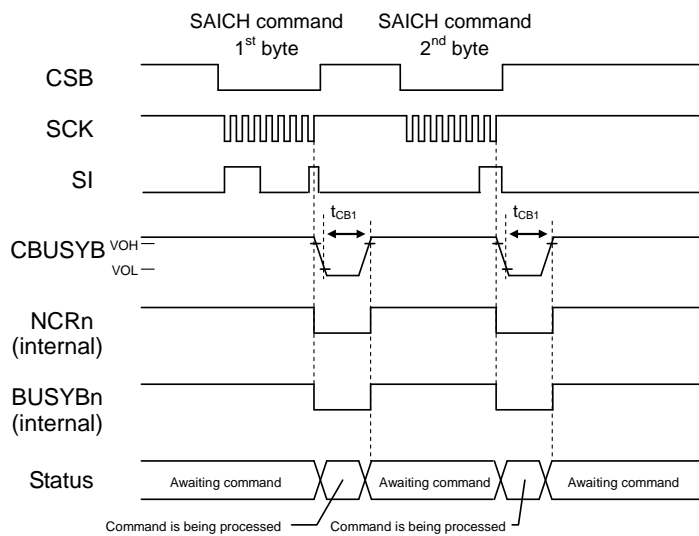 SAICH command SAICH command
1st byte 2nd byte
CSB
SCK
SI
tCB1 tCB1
VOH
CBUSYB
VOL
NCRn
(internal)
BUSYBn
(internal)
Status Awaiting command Awaiting command Awaiting command
Command is being processed Command is being processed